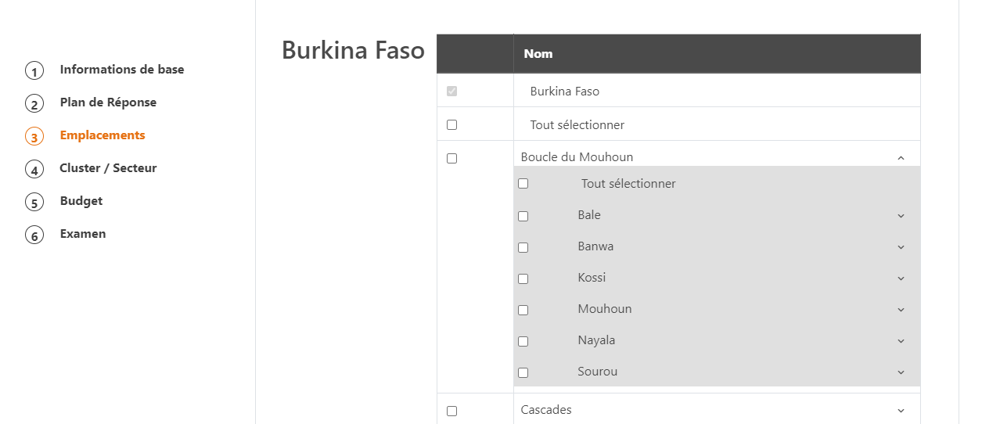 1 Informations de base
2 Plan de Réponse
3 Emplacements
4 Cluster / Secteur
5 Budget
6 Examen
Burkina Faso
Nom
Burkina Faso
Tout sélectionner
Boucle du Mouhoun
Tout sélectionner
Bale
Banwa
Kossi
Mouhoun
Nayala
Sourou
Cascades